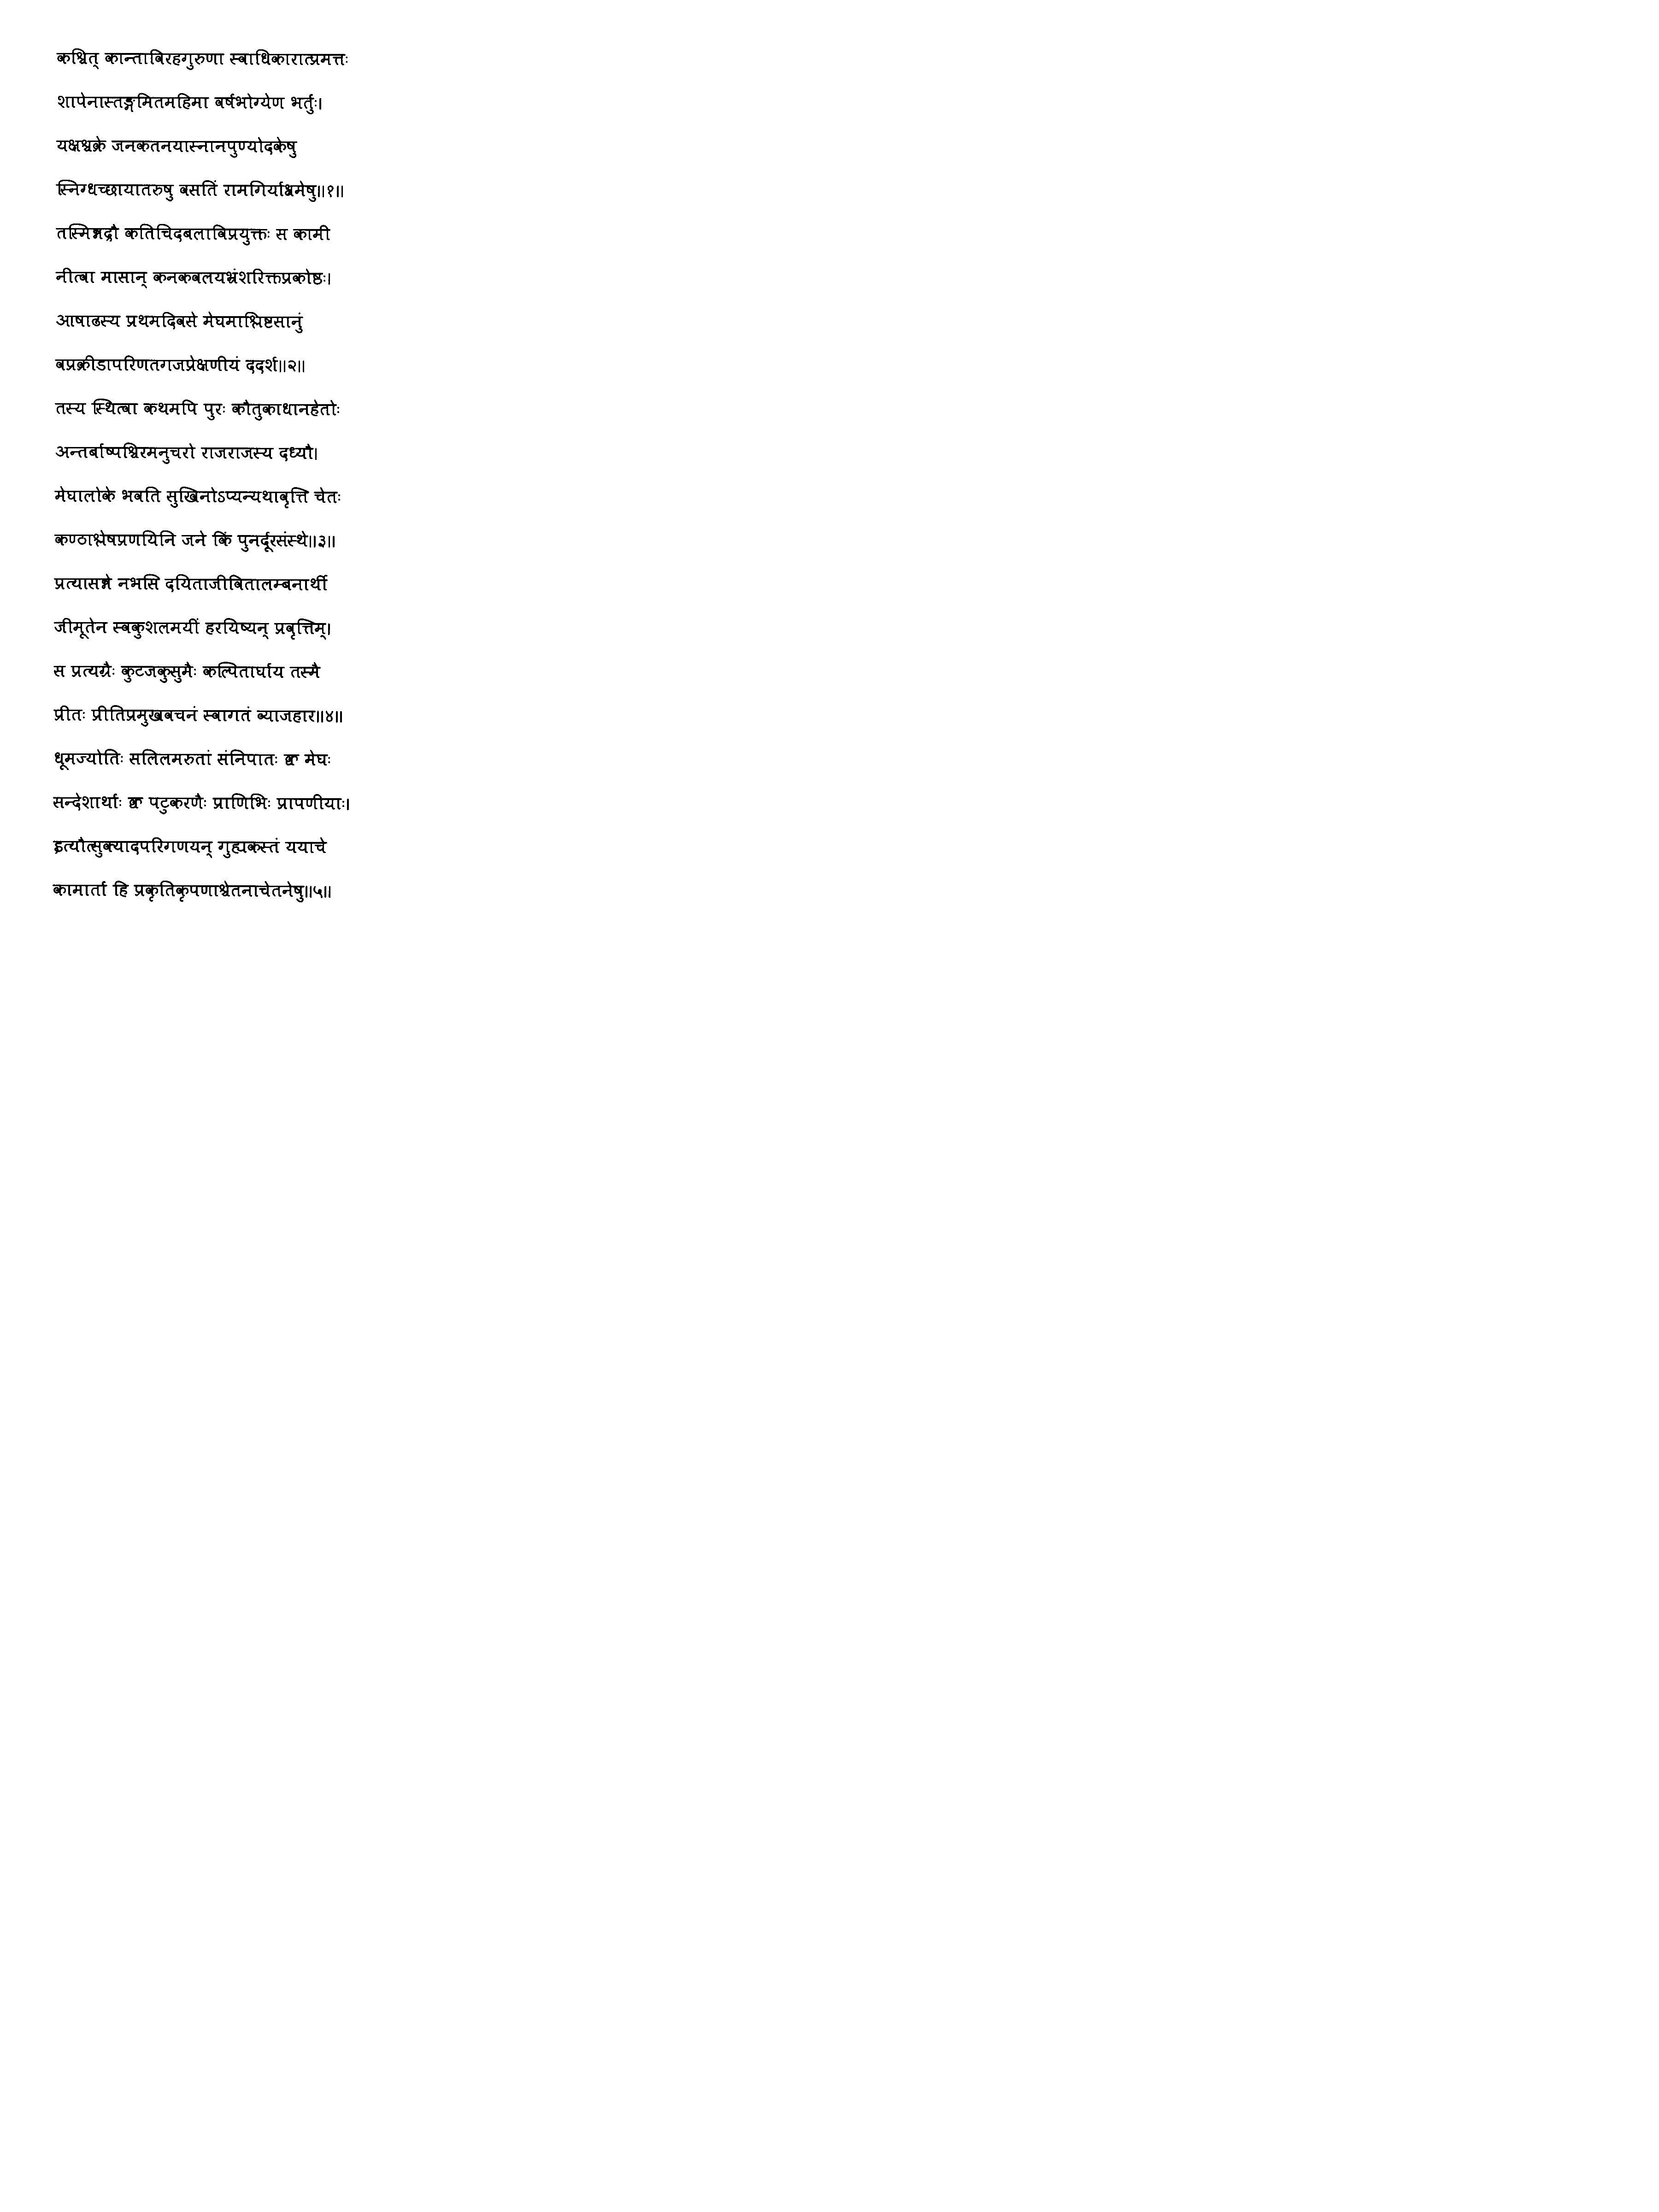 कश्चित् कान्ताविरहगुरुणा स्वाधिकारात्प्रमत्तः
शापेनास्तङ्गमितमहिमा वर्षभोग्येण भर्तुः।
यक्षश्चक्रे जनकतनयास्नानपुण्योदकेषु
स्निग्धच्छायातरुषु वसतिं रामगिर्याश्रमेषु॥१॥
तस्मिन्नद्रौ कतिचिदबलाविप्रयुक्तः स कामी
नीत्वा मासान् कनकवलयभ्रंशरिक्तप्रकोष्ठः।
आषाढस्य प्रथमदिवसे मेघमाश्लिष्टसानुं
वप्रक्रीडापरिणतगजप्रेक्षणीयं ददर्श॥२॥
तस्य स्थित्वा कथमपि पुरः कौतुकाधानहेतोः
अन्तर्बाष्पश्चिरमनुचरो राजराजस्य दध्यौ।
मेघालोके भवति सुखिनोऽप्यन्यथावृत्ति चेतः
कण्ठाश्लेषप्रणयिनि जने किं पुनर्दूरसंस्थे॥३॥
प्रत्यासन्ने नभसि दयिताजीवितालम्बनार्थी
जीमूतेन स्वकुशलमयीं हरयिष्यन् प्रवृत्तिम्।
स प्रत्यग्रैः कुटजकुसुमैः कल्पितार्घाय तस्मै
प्रीतः प्रीतिप्रमुखवचनं स्वागतं व्याजहार॥४॥
धूमज्योतिः सलिलमरुतां संनिपातः क्व मेघः
सन्देशार्थाः क्व पटुकरणैः प्राणिभिः प्रापणीयाः।
इत्यौत्सुक्यादपरिगणयन् गुह्यकस्तं ययाचे
कामार्ता हि प्रकृतिकृपणाश्चेतनाचेतनेषु॥५॥